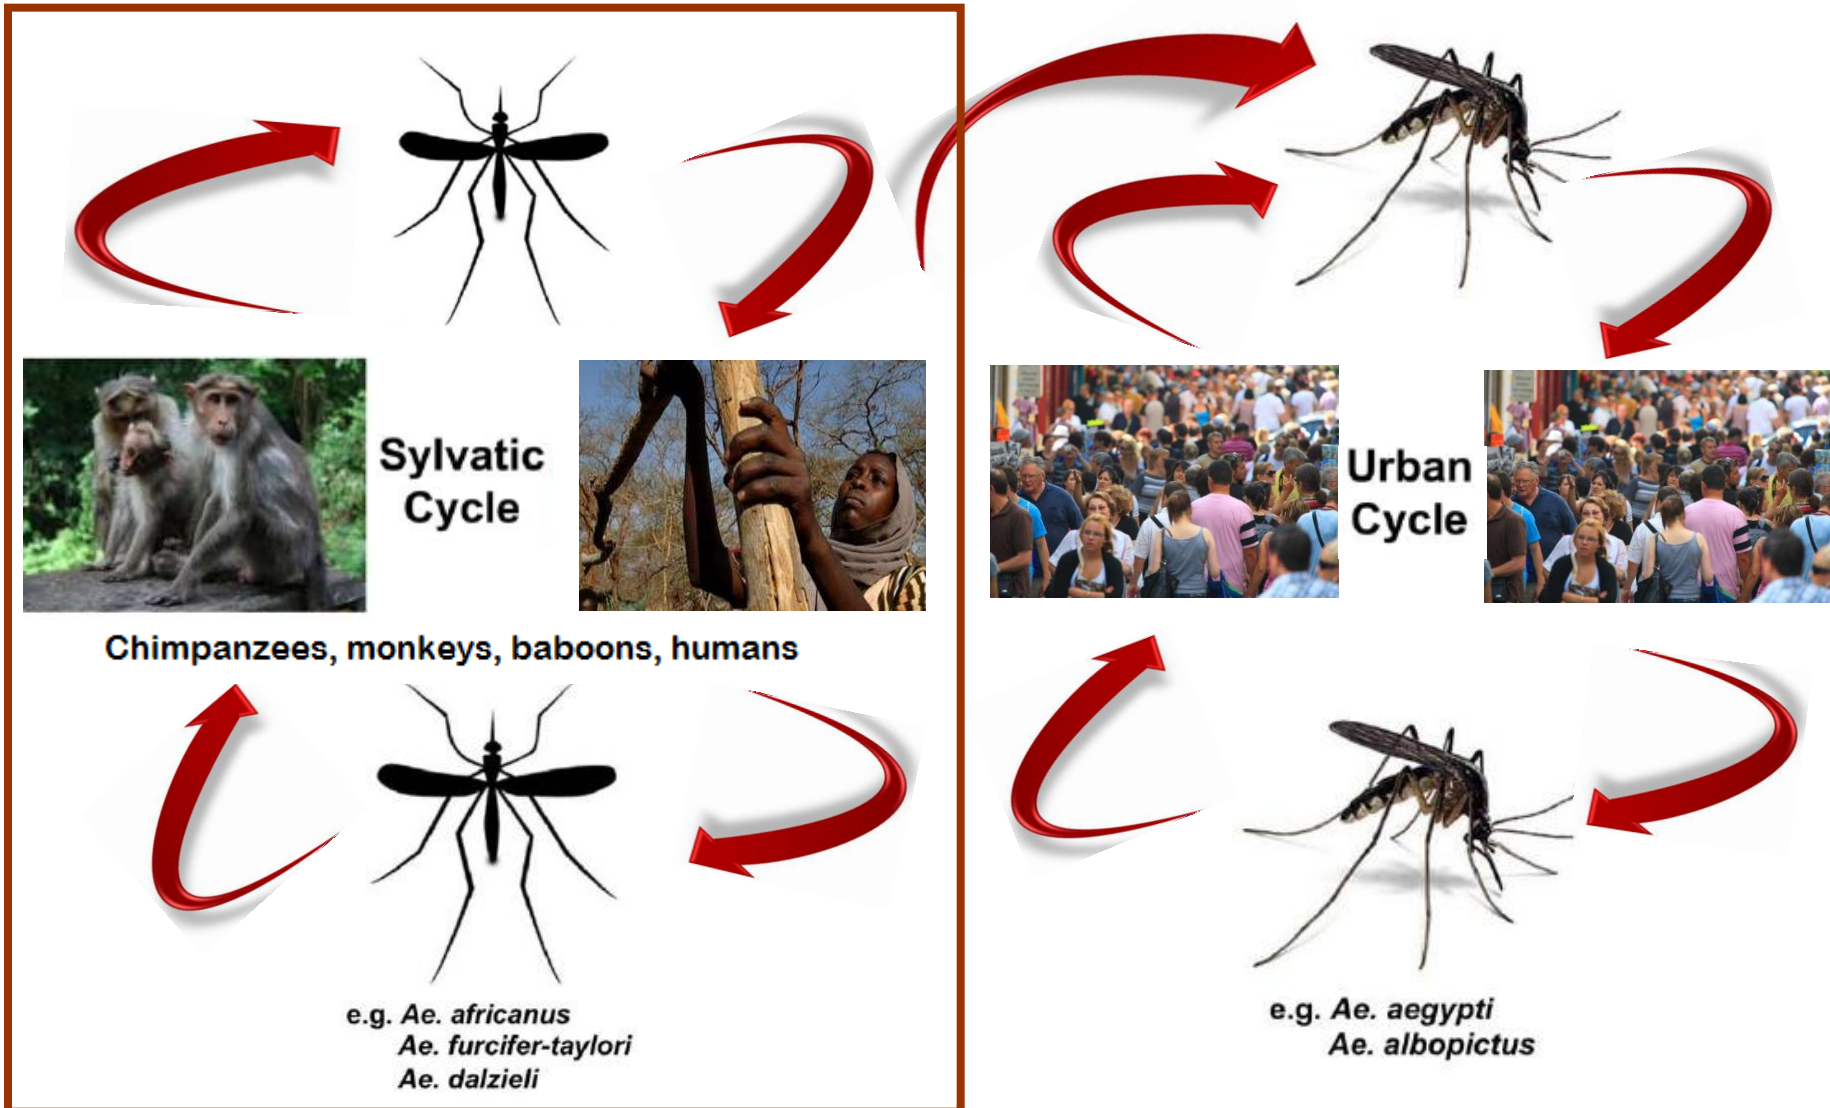 Sylvatic
Cycle
Chimpanzees, monkeys, baboons, humans
e.g. Ae. africanus
Ae. furcifer-taylori
Ae. dalzieli
Urban
Cycle
e.g. Ae. aegypti
Ae. albopictus